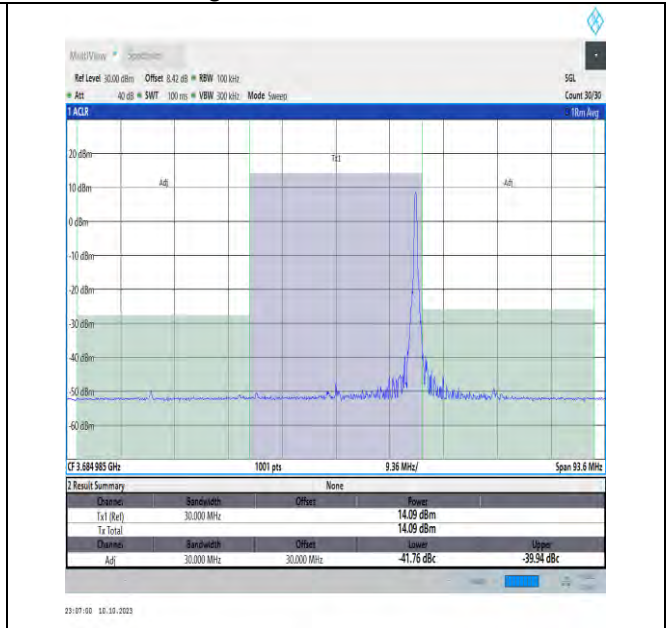 MultiView Spectrum
Ref Level 30.00 dBm Offset 8.42 dB RBW 100 kHz SGL
Att 40 dB SWT 100 ms VBW 300 kHz Mode Sweep Count 30/30
1 ACLR 1Rm Avg
20 dBm
Tx1
Adj Adj
10 dBm
0 dBm
-10 dBm
-20 dBm
-30 dBm
-40 dBm
-50 dBm
-60 dBm
CF 3.684 985 GHz 1001 pts 9.36 MHz/ Span 93.6 MHz
2 Result Summary None
Channel Bandwidth Offset Power
Tx1 (Ref) 30.000 MHz 14.09 dBm
Tx Total 14.09 dBm
Channel Bandwidth Offset Lower Upper
Adj 30.000 MHz 30.000 MHz -41.76 dBc -39.94 dBc
23:07:00 10.10.2023